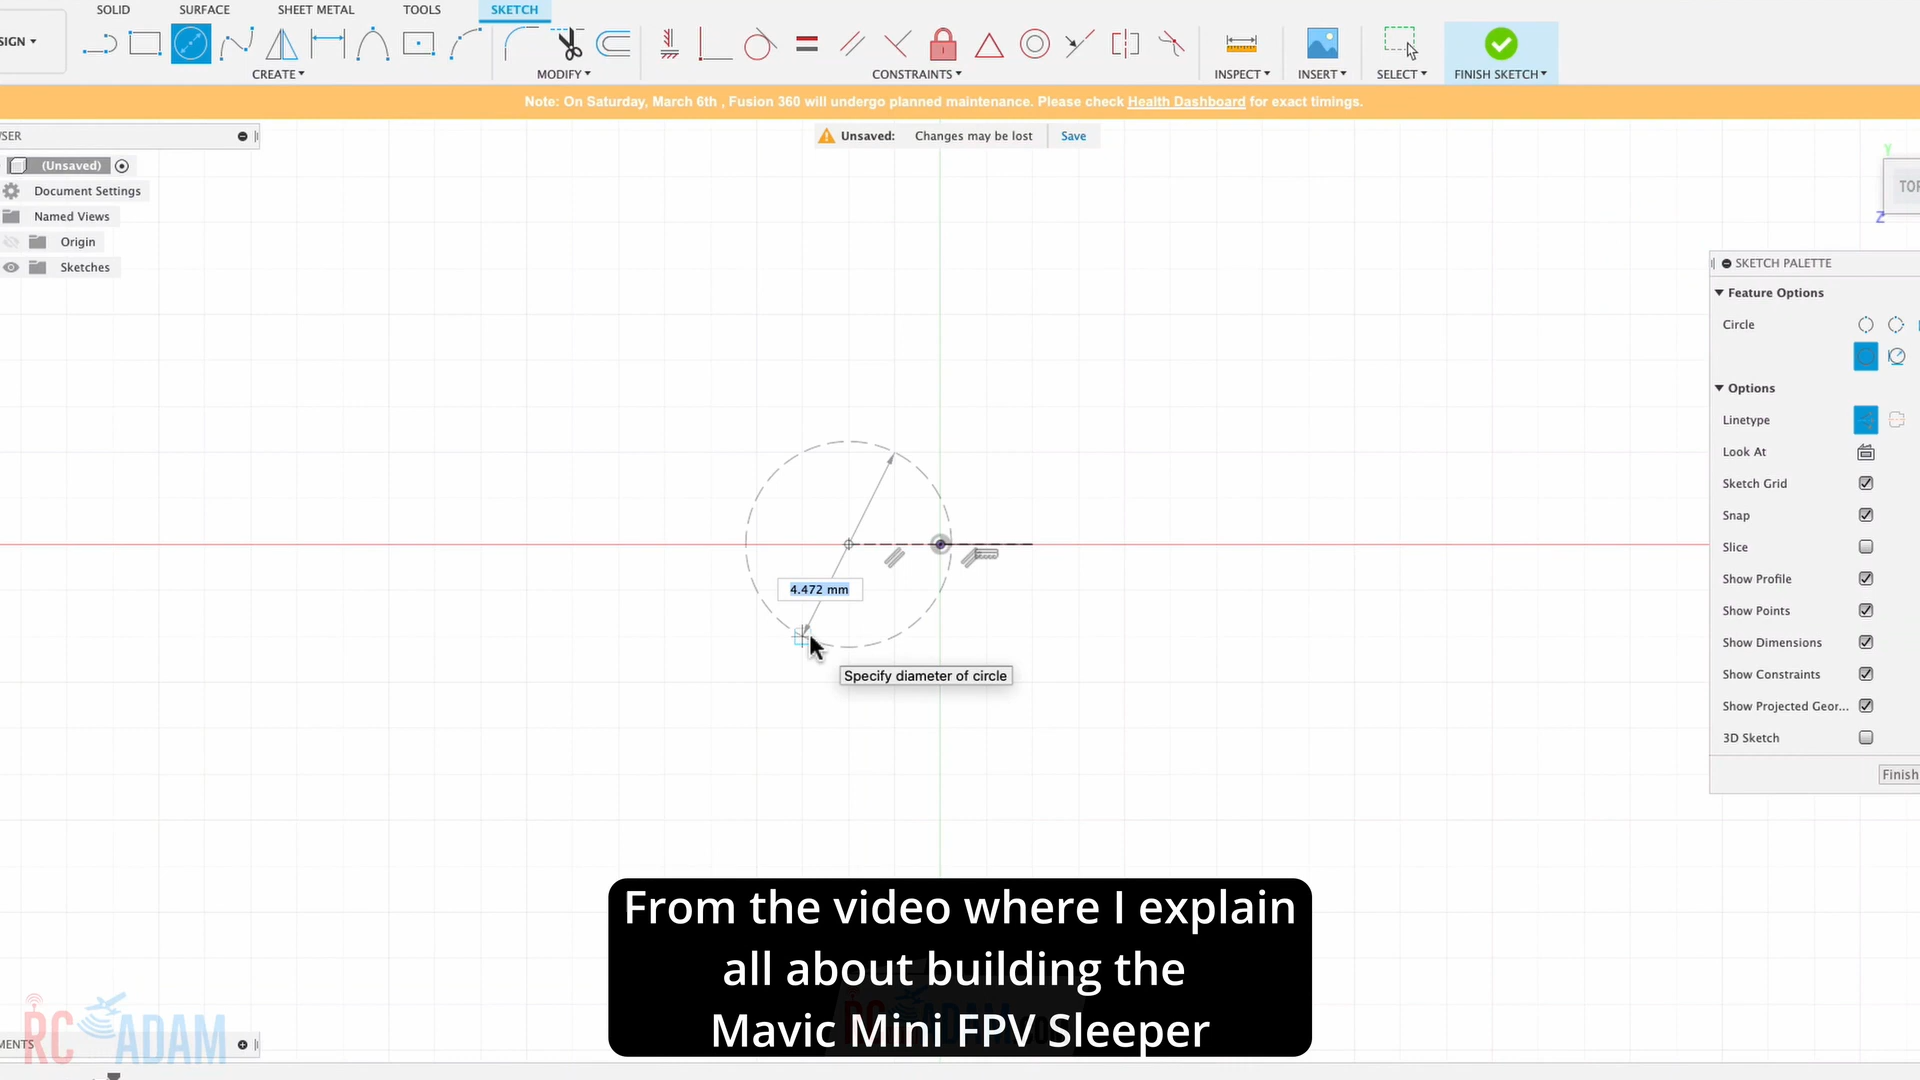 SOLID SURFACE SHEET METAL TOOLS SKETCH
SIGN
CREATE MODIFY CONSTRAINTS INSPECT INSERT SELECT FINISH SKETCH
Note: On Saturday, March 6th , Fusion 360 will undergo planned maintenance. Please check Health Dashboard for exact timings.
SER
Unsaved: Changes may be lost Save
(Unsaved)
Document Settings
Named Views
Origin
Sketches
Y
TOP
Z
SKETCH PALETTE
Feature Options
Circle
Options
Linetype
Look At
Sketch Grid
Snap
Slice
Show Profile
Show Points
Show Dimensions
Show Constraints
Show Projected Geor...
3D Sketch
Finish
4.472 mm
Specify diameter of circle
From the video where I explain
all about building the
Mavic Mini FPV Sleeper
RC ADAM
MENTS